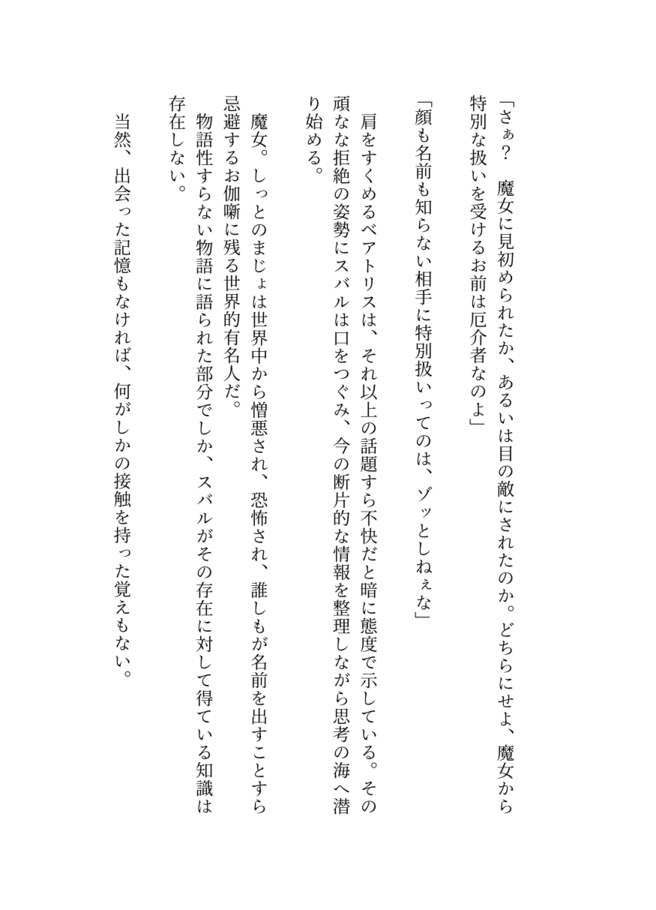 「さぁ？　魔女に見初められたか、あるいは目の敵にされたのか。どちらにせよ、魔女から
特別な扱いを受けるお前は厄介者なのよ」
「顔も名前も知らない相手に特別扱いってのは、ゾッとしねぇな」
　肩をすくめるベアトリスは、それ以上の話題すら不快だと暗に態度で示している。その
頑なな拒絶の姿勢にスバルは口をつぐみ、今の断片的な情報を整理しながら思考の海へ潜
り始める。
　魔女。しっとのまじょは世界中から憎悪され、恐怖され、誰しもが名前を出すことすら
忌避するお伽噺に残る世界的有名人だ。
　物語性すらない物語に語られた部分でしか、スバルがその存在に対して得ている知識は
存在しない。
　当然、出会った記憶もなければ、何がしかの接触を持った覚えもない。